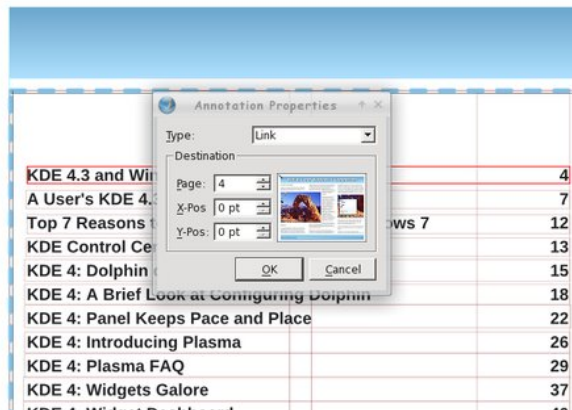 Annotation Properties
Type: Link
Destination
Page: 4
X-Pos 0 pt
Y-Pos: 0 pt
OK Cancel
KDE 4.3 and Win 4
A User's KDE 4. 7
Top 7 Reasons ws 7 12
KDE Control Ce 13
KDE 4: Dolphin 15
KDE 4: A Brief Look at Configuring Dolphin 18
KDE 4: Panel Keeps Pace and Place 22
KDE 4: Introducing Plasma 26
KDE 4: Plasma FAQ 29
KDE 4: Widgets Galore 37